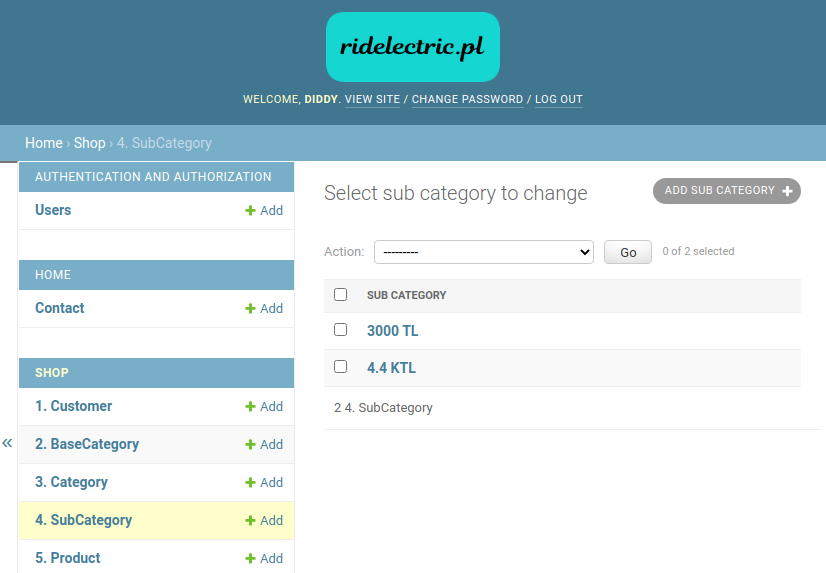 ridelectric.pl
WELCOME, DIDDY. VIEW SITE / CHANGE PASSWORD / LOG OUT
Home › Shop › 4. SubCategory
AUTHENTICATION AND AUTHORIZATION
Users + Add
HOME
Contact + Add
SHOP
1. Customer + Add
2. BaseCategory + Add
3. Category + Add
4. SubCategory + Add
5. Product + Add
«
Select sub category to change
ADD SUB CATEGORY +
Action: --------- Go 0 of 2 selected
SUB CATEGORY
3000 TL
4.4 KTL
2 4. SubCategory